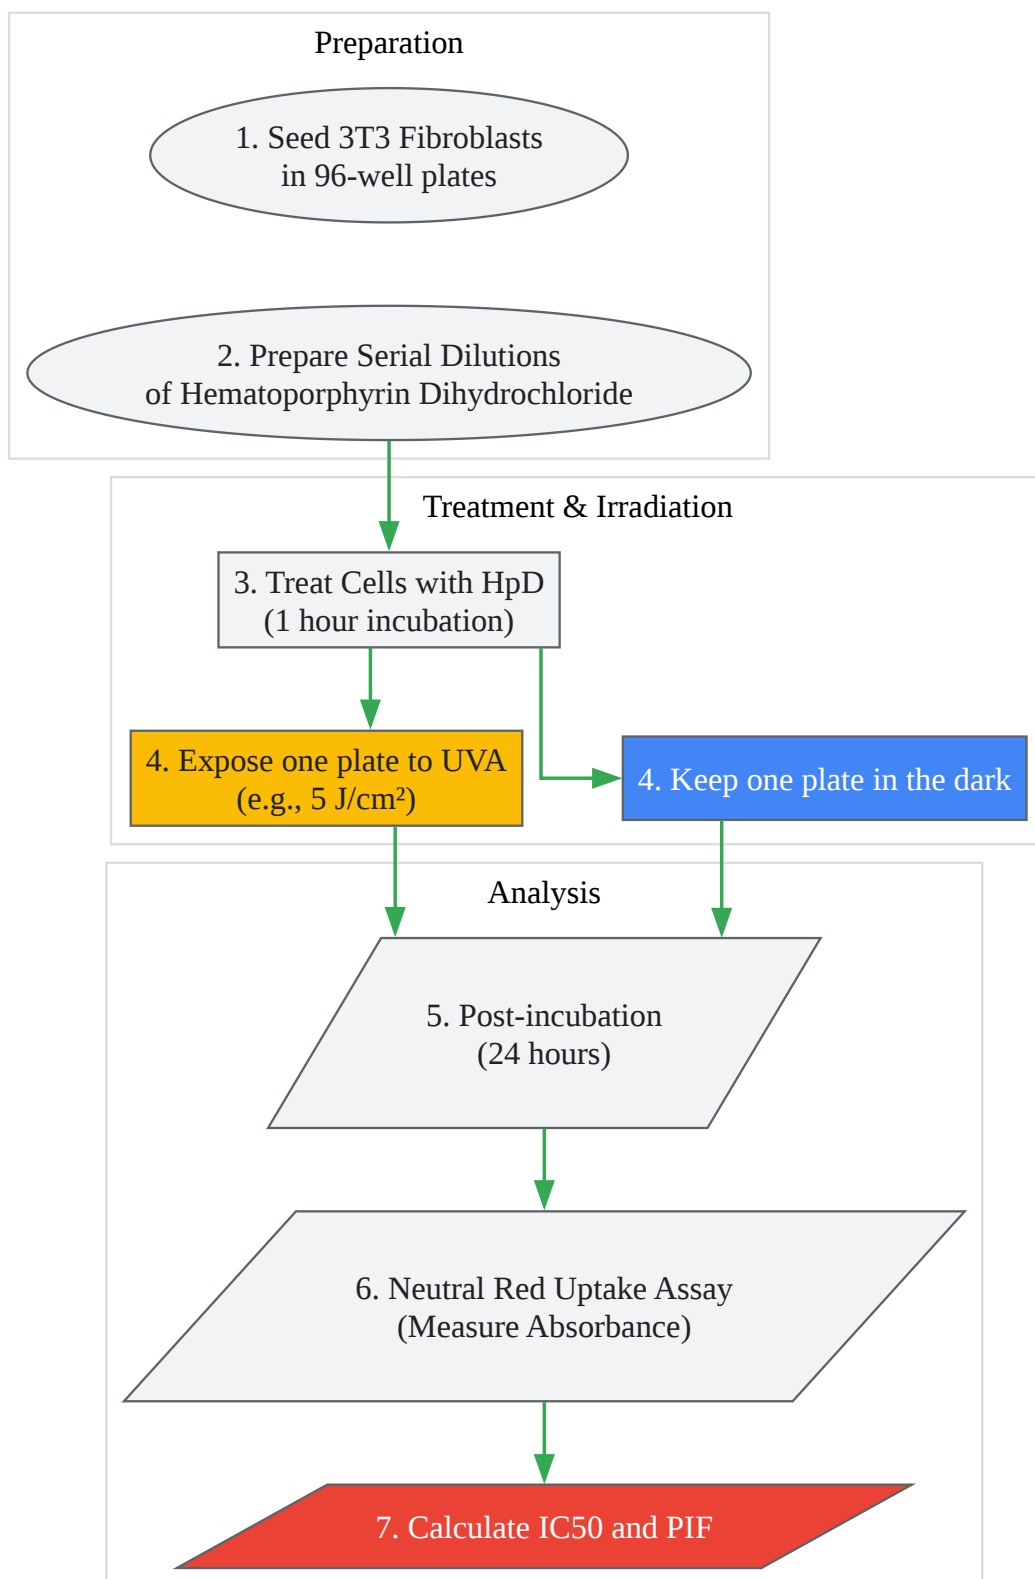 Preparation
1. Seed 3T3 Fibroblasts
in 96-well plates
2. Prepare Serial Dilutions
of Hematoporphyrin Dihydrochloride
Treatment & Irradiation
3. Treat Cells with HpD
(1 hour incubation)
4. Expose one plate to UVA
(e.g., 5 J/cm²)
4. Keep one plate in the dark
Analysis
5. Post-incubation
(24 hours)
6. Neutral Red Uptake Assay
(Measure Absorbance)
7. Calculate IC50 and PIF